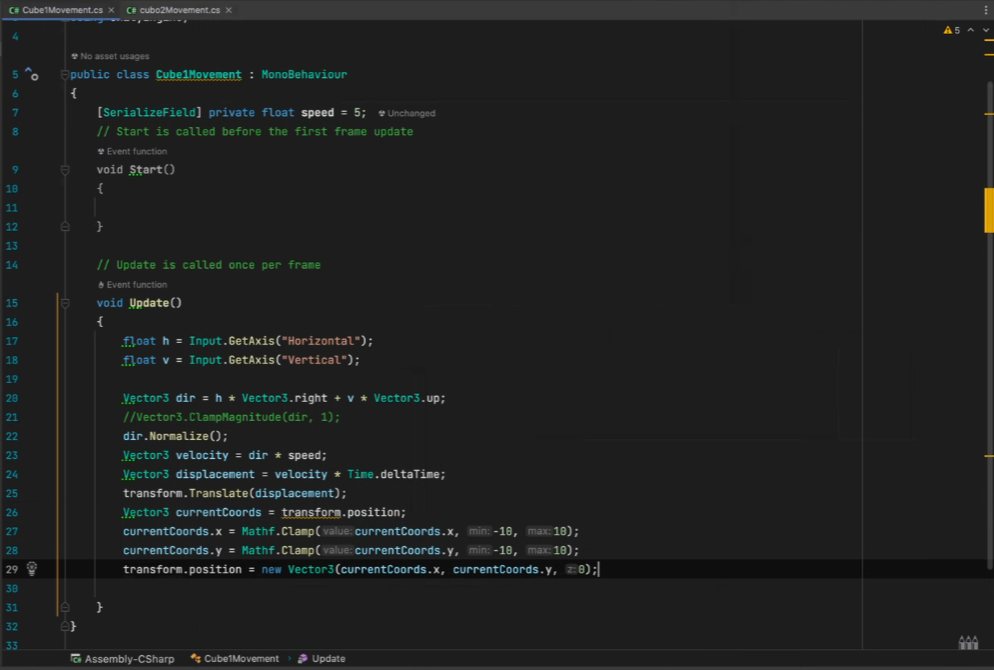 Cube1Movement.cs cubo2Movement.cs
4
No asset usages
5 public class Cube1Movement : MonoBehaviour
6 {
7 [SerializeField] private float speed = 5; Unchanged
8 // Start is called before the first frame update
Event function
9 void Start()
10 {
11
12 }
13
14 // Update is called once per frame
Event function
15 void Update()
16 {
17 float h = Input.GetAxis("Horizontal");
18 float v = Input.GetAxis("Vertical");
19
20 Vector3 dir = h * Vector3.right + v * Vector3.up;
21 //Vector3.ClampMagnitude(dir, 1);
22 dir.Normalize();
23 Vector3 velocity = dir * speed;
24 Vector3 displacement = velocity * Time.deltaTime;
25 transform.Translate(displacement);
26 Vector3 currentCoords = transform.position;
27 currentCoords.x = Mathf.Clamp(value:currentCoords.x, min:-10, max:10);
28 currentCoords.y = Mathf.Clamp(value:currentCoords.y, min:-10, max:10);
29 transform.position = new Vector3(currentCoords.x, currentCoords.y, z:0);
30
31 }
32 }
33
5
Assembly-CSharp Cube1Movement Update